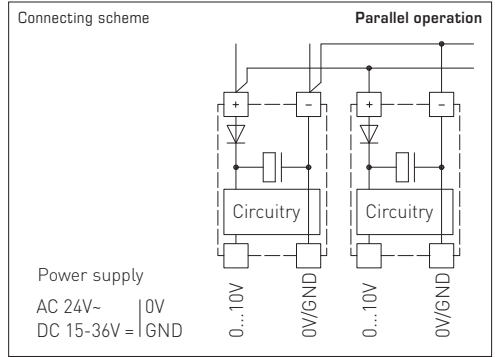 Connecting scheme Parallel operation
+ – + –
Circuitry Circuitry
Power supply
AC 24V~ 0V
DC 15-36V = GND
0...10V 0V/GND 0...10V 0V/GND